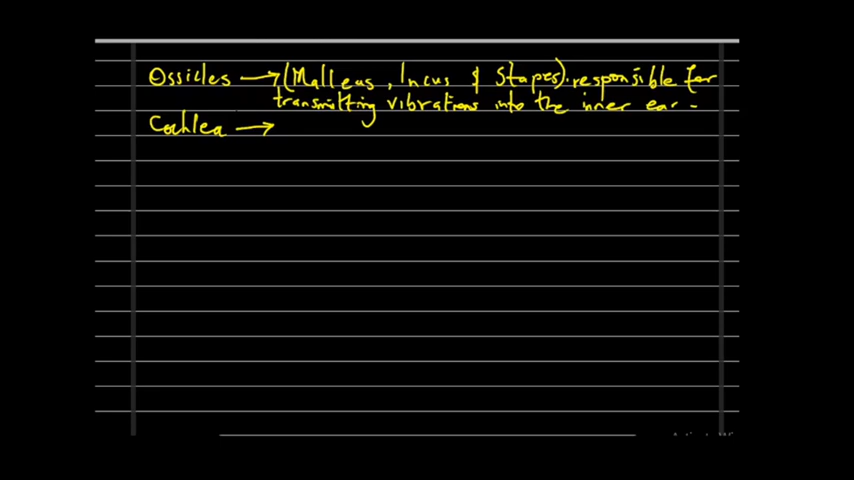 Ossicles → (Malleus, Incus & Stapes). responsible for
transmitting vibrations into the inner ear.
Cochlea →